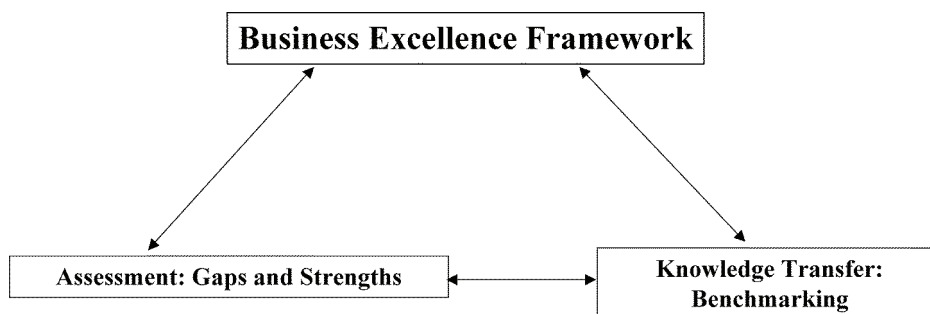 Business Excellence Framework
Assessment: Gaps and Strengths
Knowledge Transfer:
Benchmarking